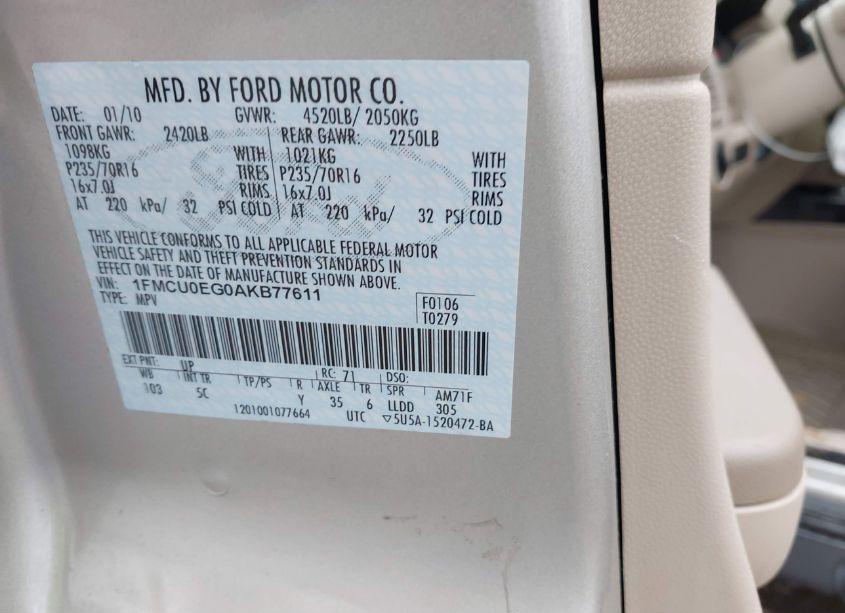 MFD. BY FORD MOTOR CO.
DATE: 01/10 GVWR: 4520LB/ 2050KG
FRONT GAWR: 2420LB REAR GAWR: 2250LB
1098KG WITH 1021KG WITH
P235/70R16 TIRES P235/70R16 TIRES
16x7.0J RIMS 16x7.0J RIMS
AT 220 kPa/ 32 PSI COLD AT 220 kPa/ 32 PSI COLD
THIS VEHICLE CONFORMS TO ALL APPLICABLE FEDERAL MOTOR
VEHICLE SAFETY AND THEFT PREVENTION STANDARDS IN
EFFECT ON THE DATE OF MANUFACTURE SHOWN ABOVE.
VIN: 1FMCU0EG0AKB77611
TYPE: MPV
F0106
T0279
EXT PNT: UP RC: 71 DSO:
WB INT TR TP/PS R AXLE TR SPR AM71F
103 5C Y 35 6 LLDD 305
1201001077664 UTC ▽5U5A-1520472-BA